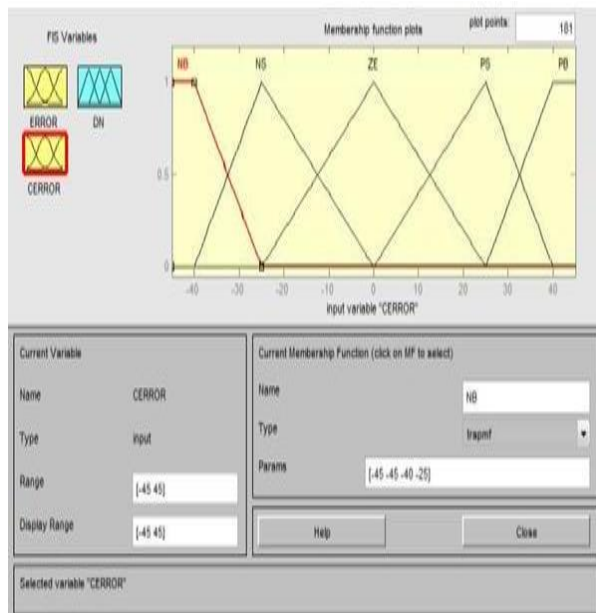 FIS Variables
ERROR
DN
CERROR
Membership function plots
plot points:
181
NB
NS
ZE
PS
PB
1
0.5
0
-40
-30
-20
-10
0
10
20
30
40
input variable "CERROR"
Current Variable
Name
CERROR
Type
input
Range
[-45 45]
Display Range
[-45 45]
Current Membership Function (click on MF to select)
Name
NB
Type
trapmf
Params
[-45 -45 -40 -25]
Help
Close
Selected variable "CERROR"